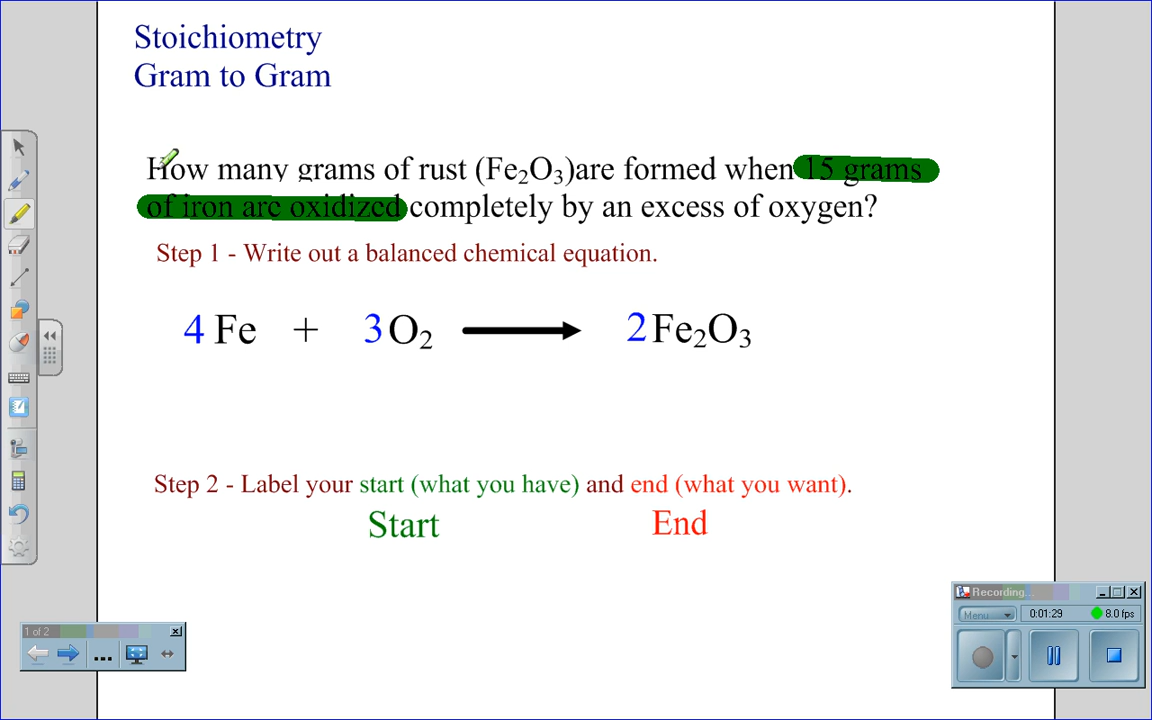 Stoichiometry
Gram to Gram
How many grams of rust (Fe₂O₃)are formed when 15 grams
of iron are oxidized completely by an excess of oxygen?
Step 1 - Write out a balanced chemical equation.
4 Fe + 3 O₂ ⟶ 2 Fe₂O₃
Step 2 - Label your start (what you have) and end (what you want).
Start End
Recording...
Menu 0:01:29 8.0 fps
1 of 2